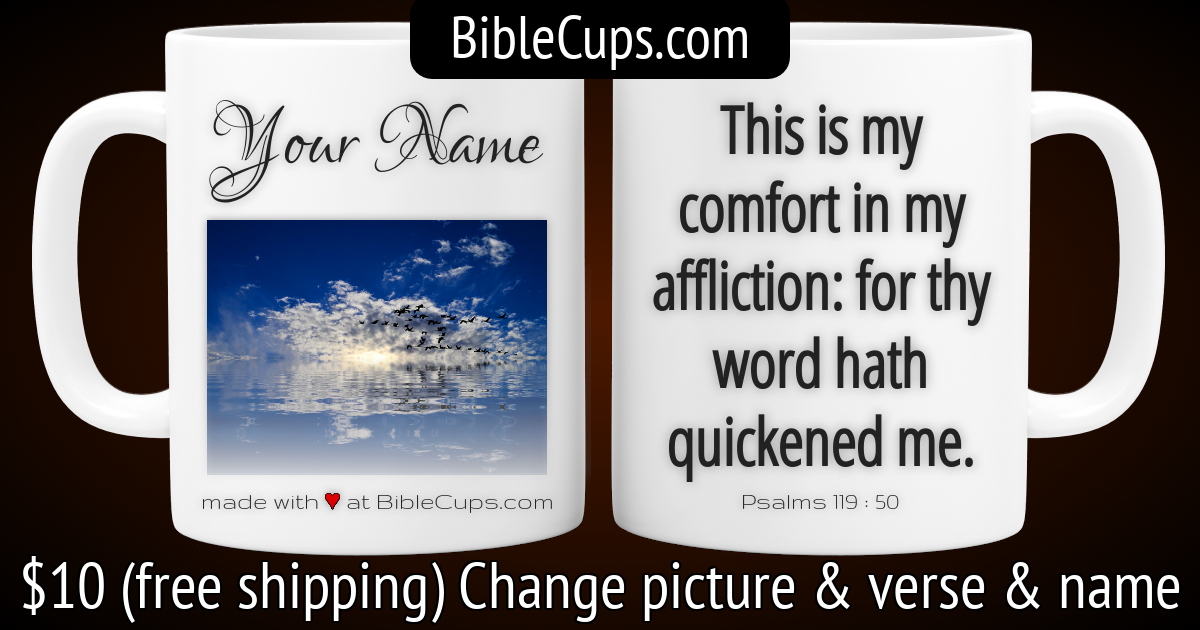 BibleCups.com
Your Name
made with ♥ at BibleCups.com
This is my
comfort in my
affliction: for thy
word hath
quickened me.
Psalms 119 : 50
$10 (free shipping) Change picture & verse & name